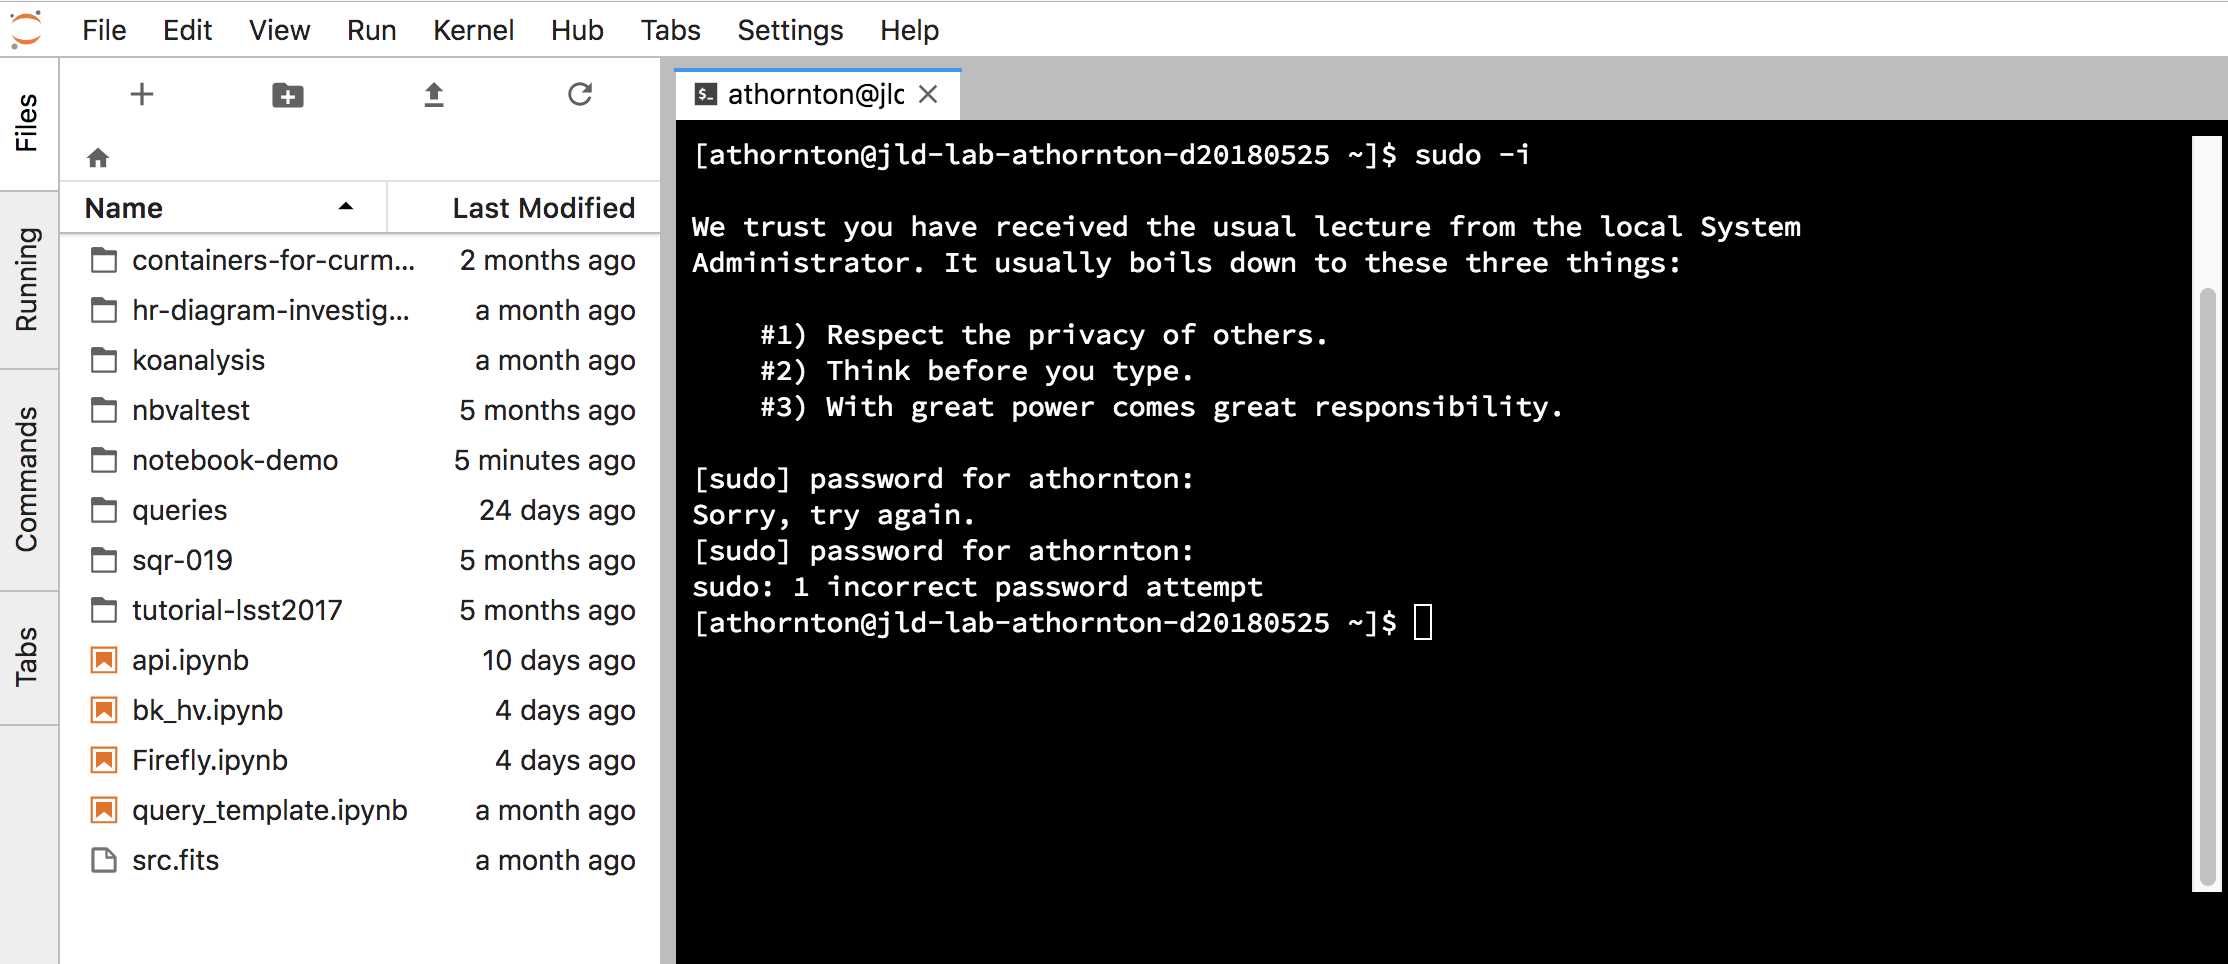 File Edit View Run Kernel Hub Tabs Settings Help
Files
Running
Commands
Tabs
Name Last Modified
containers-for-curm... 2 months ago
hr-diagram-investig... a month ago
koanalysis a month ago
nbvaltest 5 months ago
notebook-demo 5 minutes ago
queries 24 days ago
sqr-019 5 months ago
tutorial-lsst2017 5 months ago
api.ipynb 10 days ago
bk_hv.ipynb 4 days ago
Firefly.ipynb 4 days ago
query_template.ipynb a month ago
src.fits a month ago
athornton@jlc
[athornton@jld-lab-athornton-d20180525 ~]$ sudo -i
We trust you have received the usual lecture from the local System
Administrator. It usually boils down to these three things:
#1) Respect the privacy of others.
#2) Think before you type.
#3) With great power comes great responsibility.
[sudo] password for athornton:
Sorry, try again.
[sudo] password for athornton:
sudo: 1 incorrect password attempt
[athornton@jld-lab-athornton-d20180525 ~]$